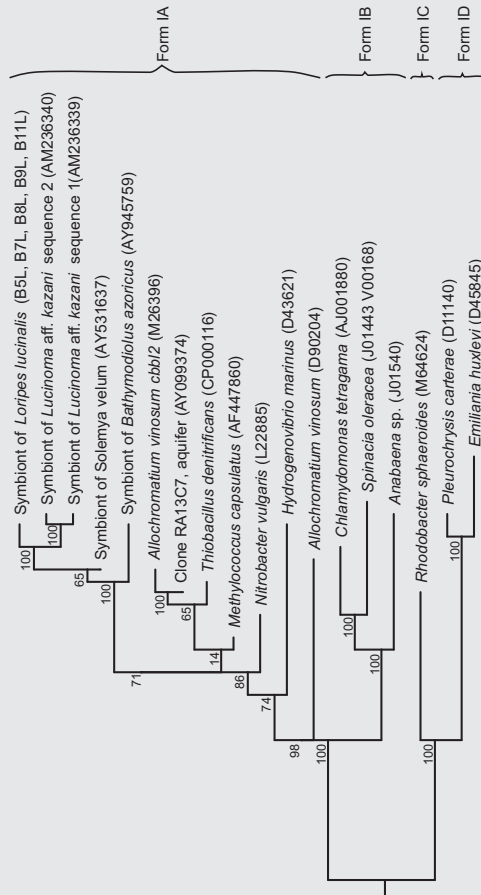 Symbiont of Loripes lucinalis (B5L, B7L, B8L, B9L, B11L)
Symbiont of Lucinoma aff. kazani sequence 2 (AM236340)
Symbiont of Lucinoma aff. kazani sequence 1(AM236339)
Symbiont of Solemya velum (AY531637)
Symbiont of Bathymodiolus azoricus (AY945759)
Allochromatium vinosum cbbl2 (M26396)
Clone RA13C7, aquifer (AY099374)
Thiobacillus denitrificans (CP000116)
Methylococcus capsulatus (AF447860)
Nitrobacter vulgaris (L22885)
Hydrogenovibrio marinus (D43621)
Allochromatium vinosum (D90204)
Chlamydomonas tetragama (AJ001880)
Spinacia oleracea (J01443 V00168)
Anabaena sp. (J01540)
Rhodobacter sphaeroides (M64624)
Pleurochrysis carterae (D11140)
Emiliania huxlevi (D45845)
Form IA
Form IB
Form IC
Form ID
100
100
65
100
100
65
71
14
86
74
98
100
100
100
100
100